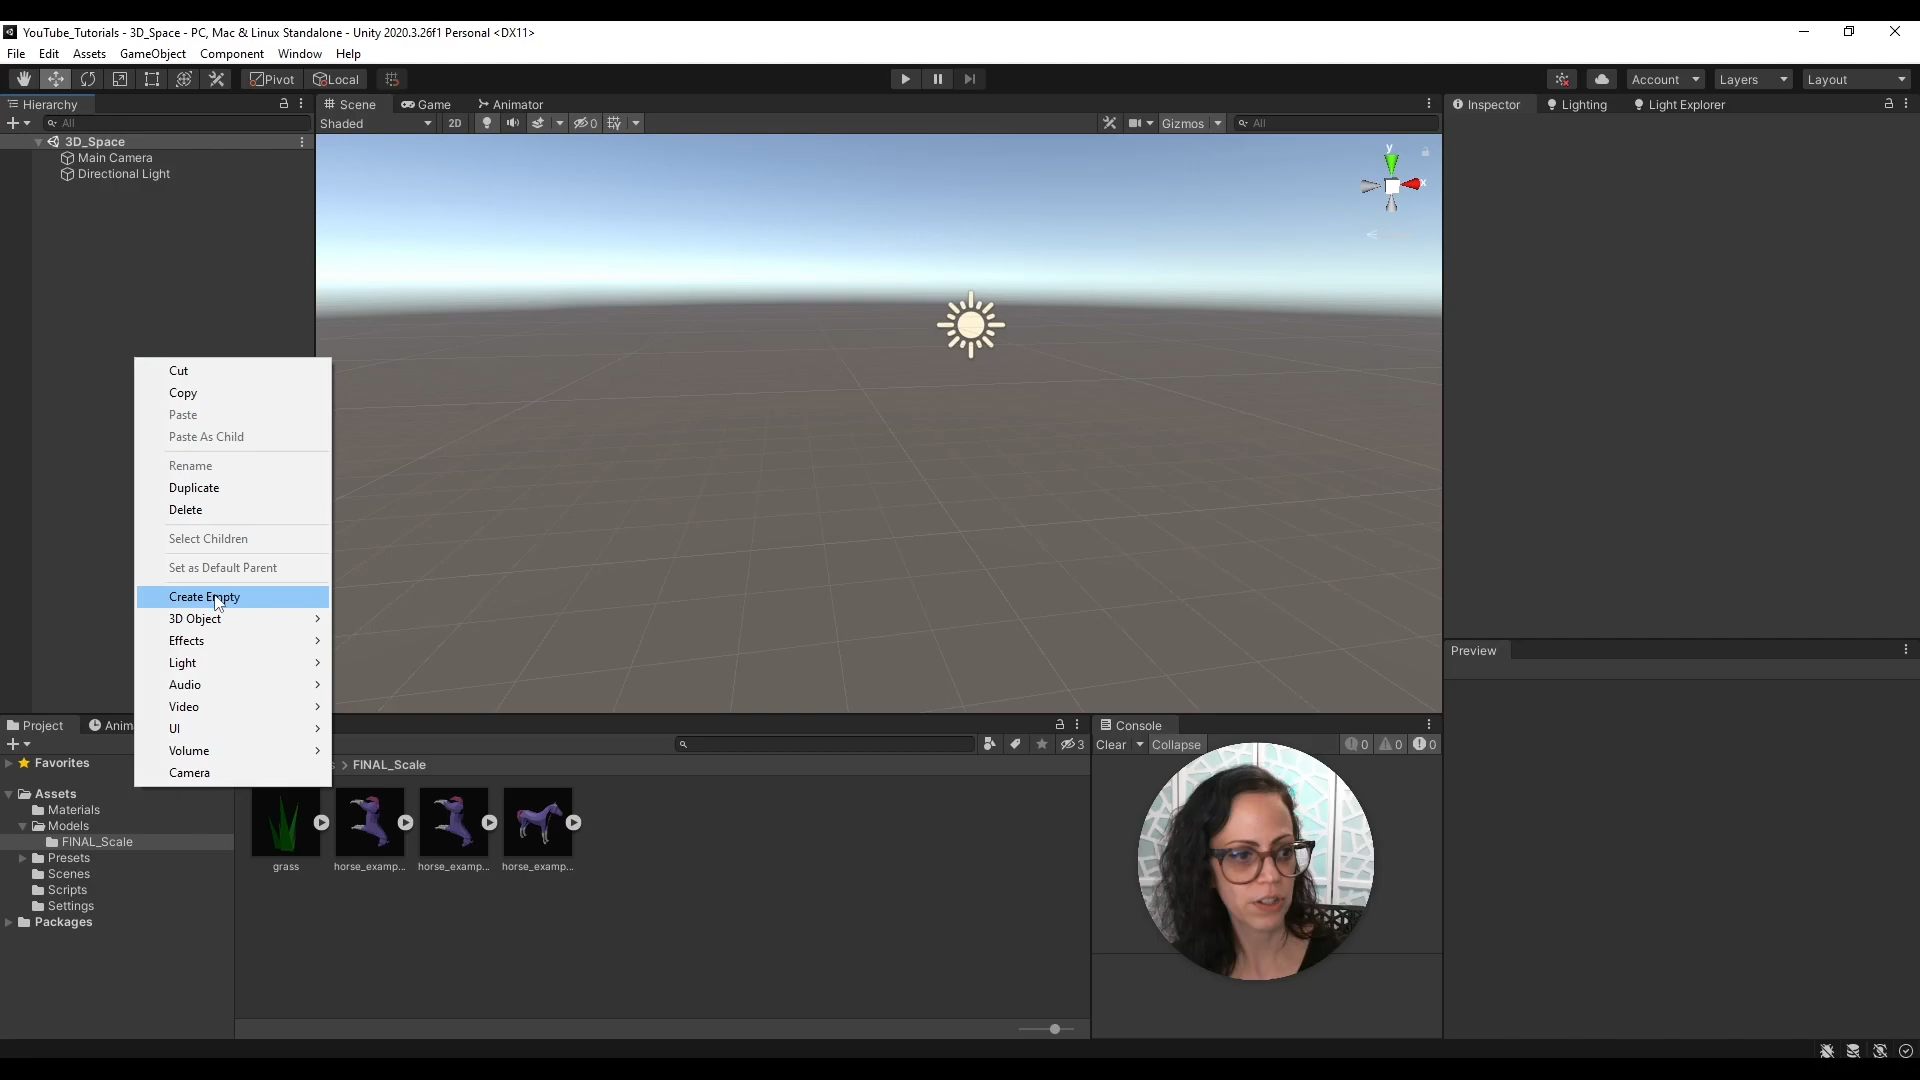 YouTube_Tutorials - 3D_Space - PC, Mac & Linux Standalone - Unity 2020.3.26f1 Personal <DX11>
File Edit Assets GameObject Component Window Help
Pivot Local Account Layers Layout
Hierarchy Scene Game Animator Inspector Lighting Light Explorer
All Shaded 2D 0 Gizmos All
3D_Space
Main Camera
Directional Light
y
x
Cut
Copy
Paste
Paste As Child
Rename
Duplicate
Delete
Select Children
Set as Default Parent
Create Empty
3D Object
Effects
Light
Audio
Video
UI
Volume
Camera
Preview
Project Anim Console
3 Clear Collapse 0 0 0
Favorites
s > FINAL_Scale
Assets
Materials
Models
FINAL_Scale
Presets
Scenes
Scripts
Settings
Packages
grass horse_examp... horse_examp... horse_examp...